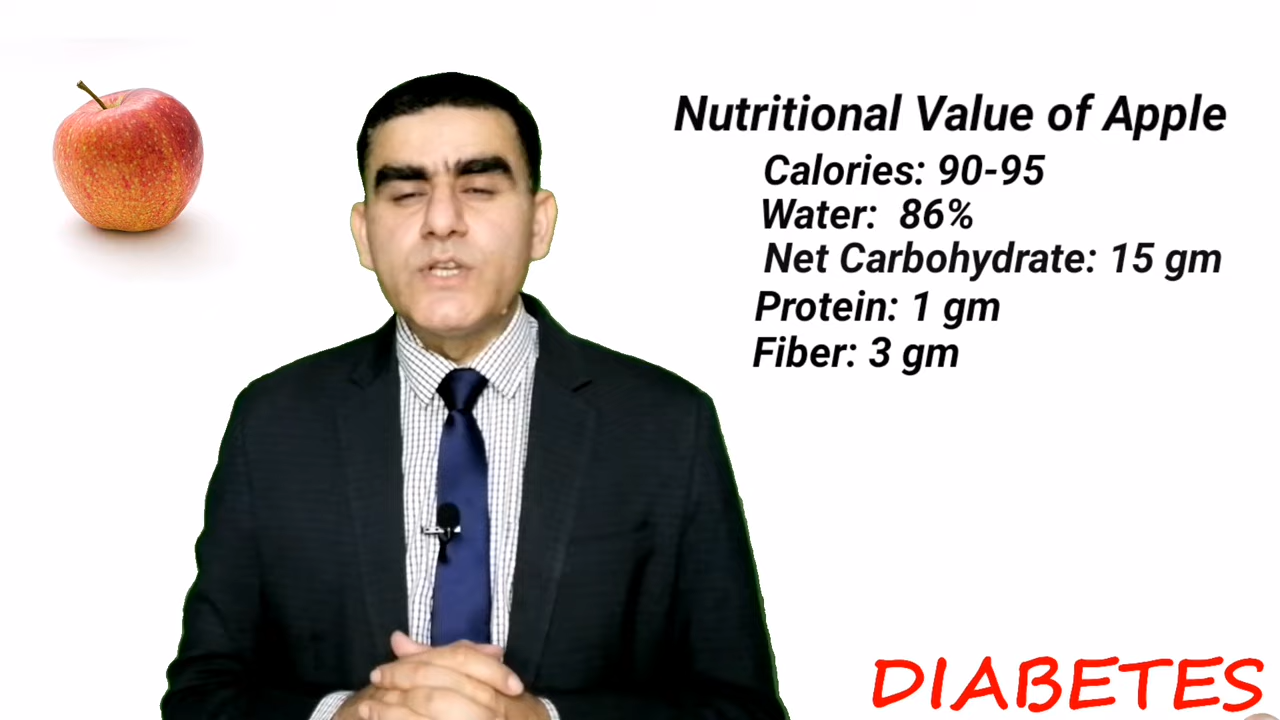 Nutritional Value of Apple
Calories: 90-95
Water: 86%
Net Carbohydrate: 15 gm
Protein: 1 gm
Fiber: 3 gm
DIABETES